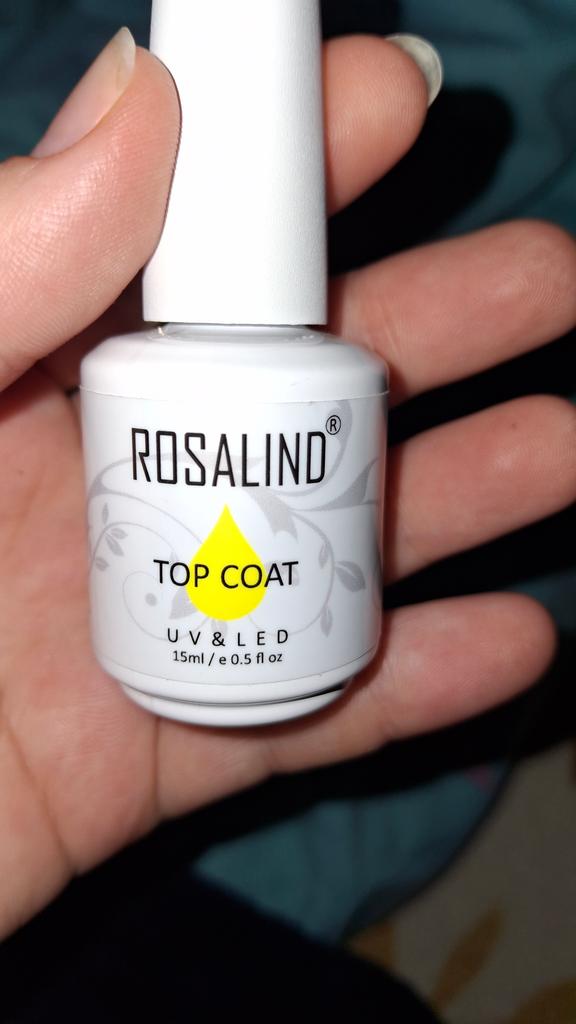 ROSALIND®
TOP COAT
UV & LED
15ml / e 0.5 fl oz